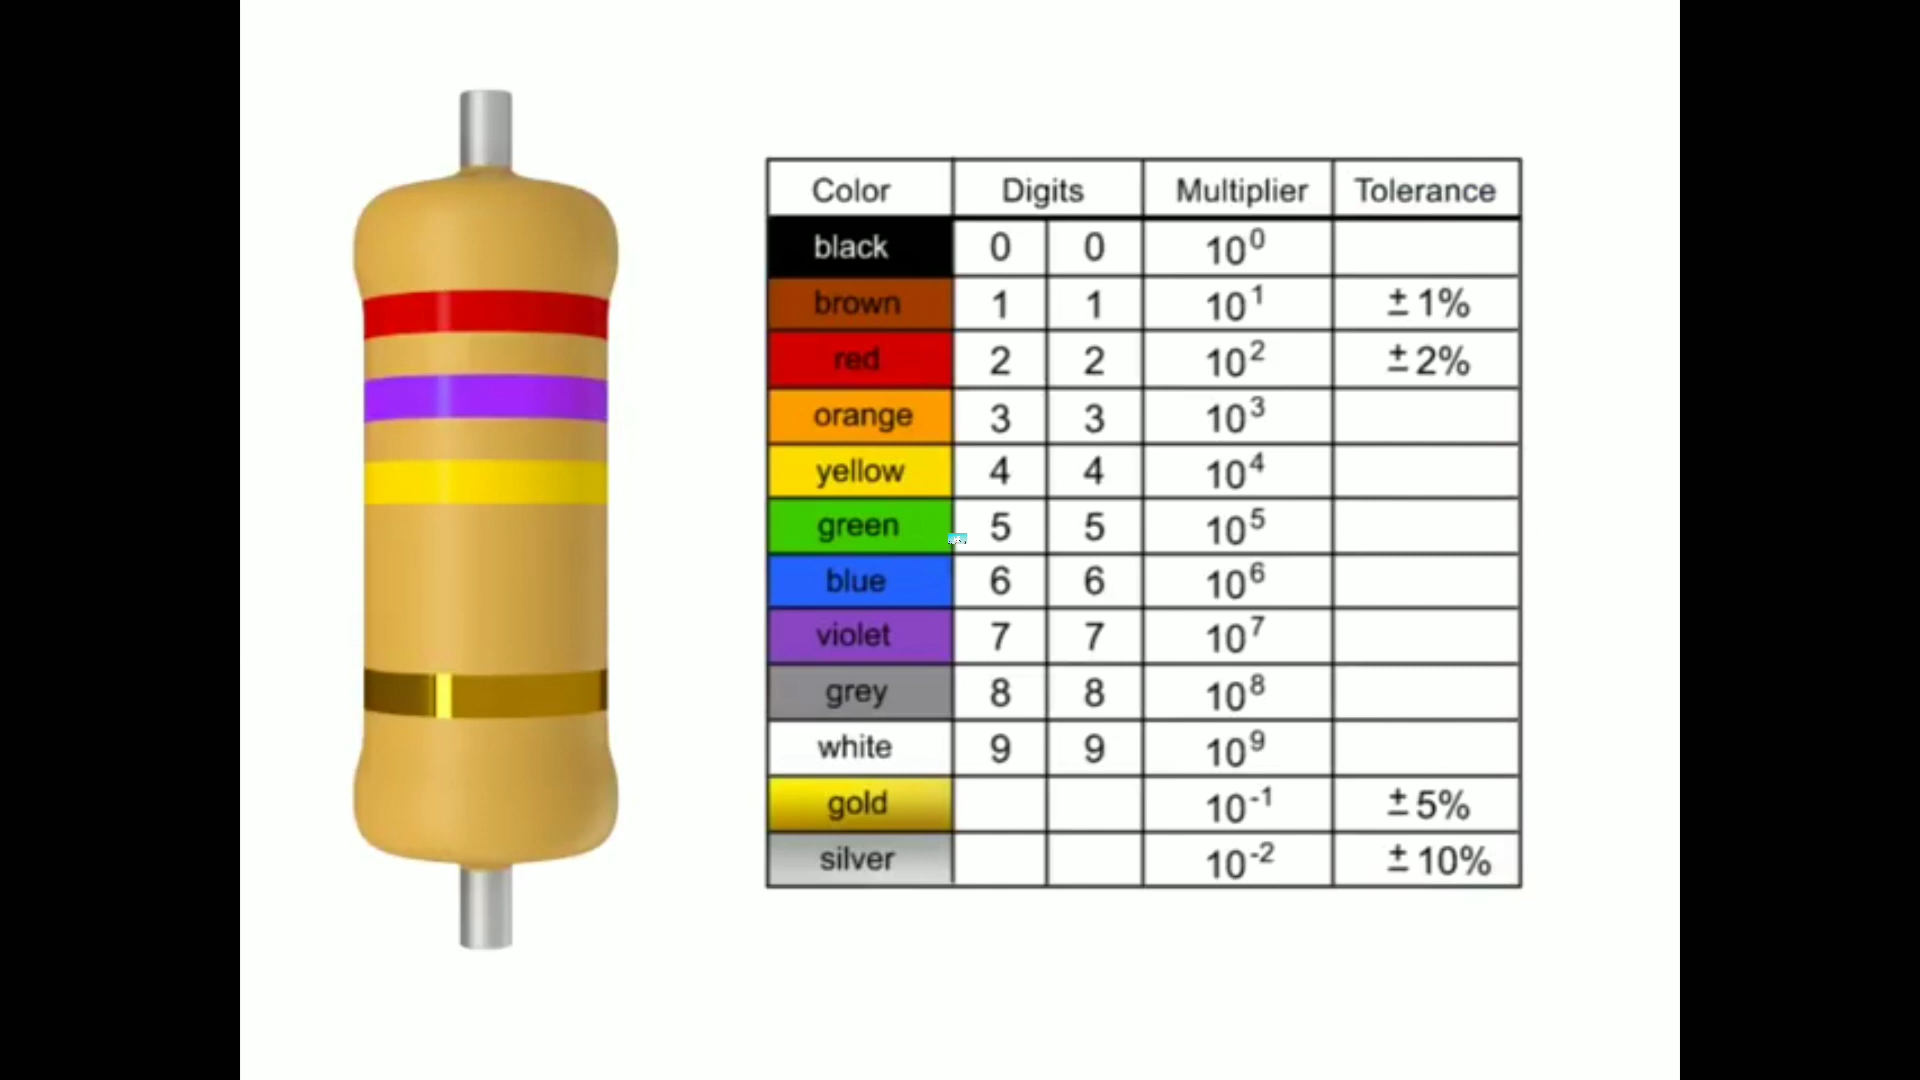 Color Digits Multiplier Tolerance
black 0 0 10⁰
brown 1 1 10¹ ± 1%
red 2 2 10² ± 2%
orange 3 3 10³
yellow 4 4 10⁴
green 5 5 10⁵
blue 6 6 10⁶
violet 7 7 10⁷
grey 8 8 10⁸
white 9 9 10⁹
gold 10⁻¹ ± 5%
silver 10⁻² ± 10%